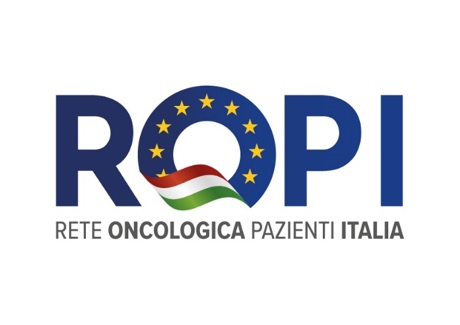 ROPI
RETE ONCOLOGICA PAZIENTI ITALIA